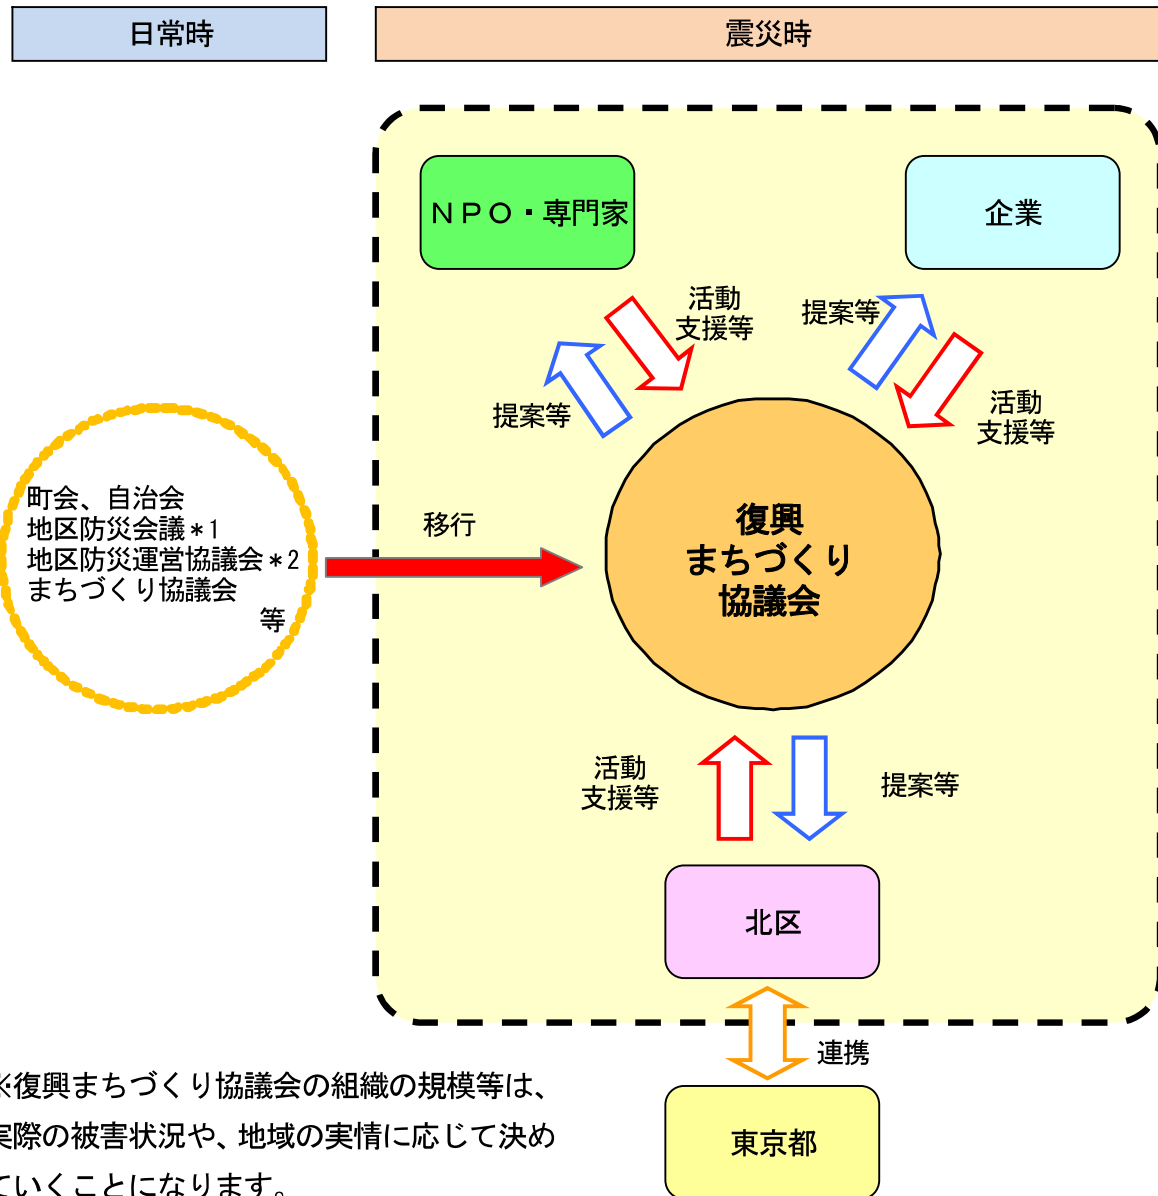 日常時
震災時
ＮＰＯ・専門家
企業
活動
支援等
提案等
提案等
活動
支援等
町会、自治会
地区防災会議＊1
地区防災運営協議会＊2
まちづくり協議会
等
移行
復興
まちづくり
協議会
活動
支援等
提案等
北区
連携
東京都
※復興まちづくり協議会の組織の規模等は、
実際の被害状況や、地域の実情に応じて決め
ていくことになります。